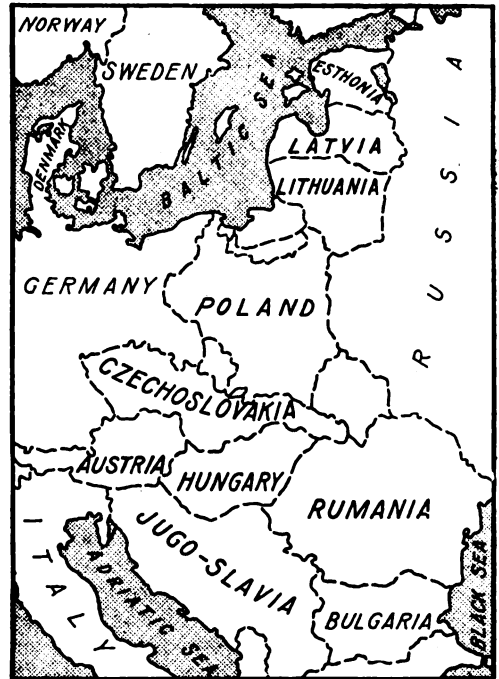 NORWAY
SWEDEN
ESTHONIA
DENMARK
BALTIC SEA
LATVIA
LITHUANIA
RUSSIA
GERMANY
POLAND
CZECHOSLOVAKIA
AUSTRIA
HUNGARY
RUMANIA
ITALY
JUGO-SLAVIA
ADRIATIC SEA
BULGARIA
BLACK SEA